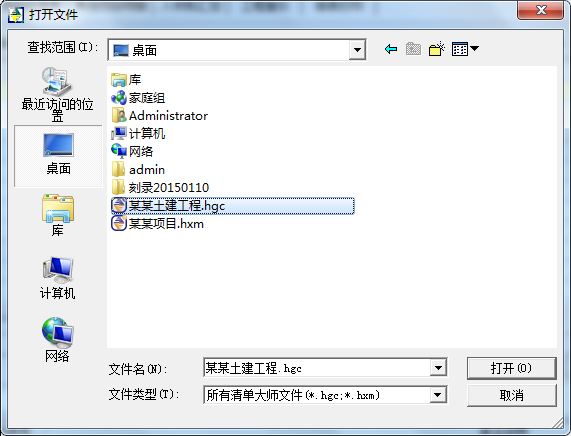 打开文件
查找范围(I):
桌面
最近访问的位置
桌面
库
计算机
网络
库
家庭组
Administrator
计算机
网络
admin
刻录20150110
某某土建工程.hgc
某某项目.hxm
文件名(N):
某某土建工程.hgc
打开(O)
文件类型(T):
所有清单大师文件(*.hgc;*.hxm)
取消